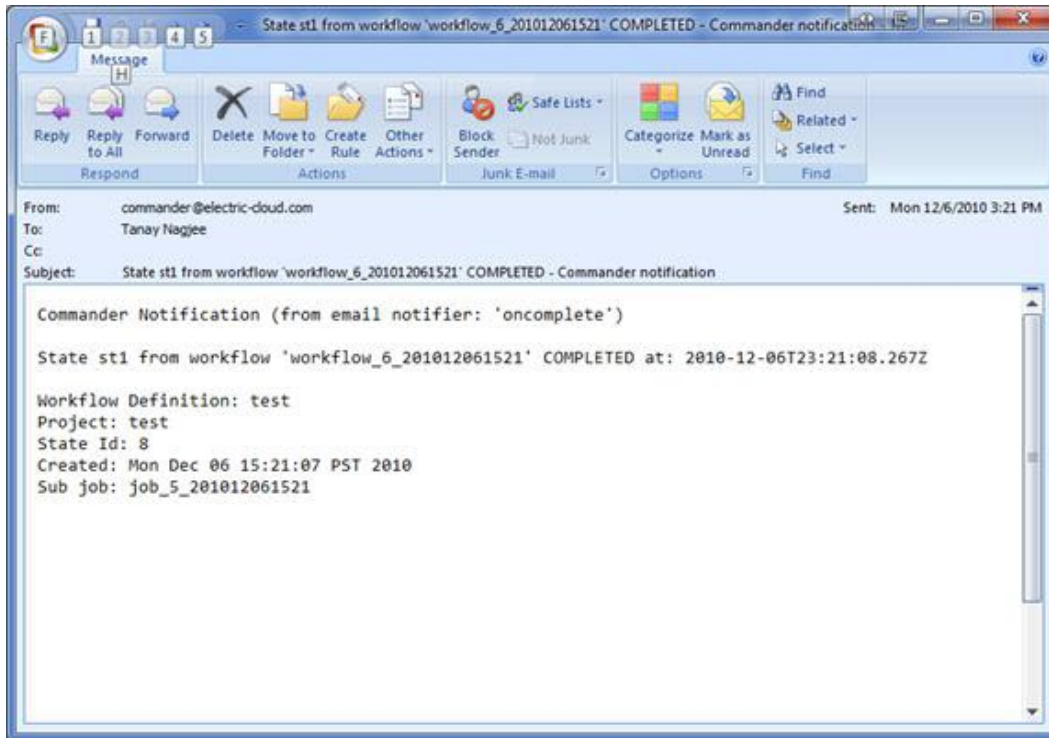 State st1 from workflow 'workflow_6_201012061521' COMPLETED - Commander notification
F 1 2 3 4 5
Message
H
Reply Reply to All Forward
Delete Move to Folder Create Rule Other Actions
Block Sender Safe Lists Not Junk
Categorize Mark as Unread
Find Related Select
Respond Actions Junk E-mail Options Find
From: commander@electric-cloud.com Sent: Mon 12/6/2010 3:21 PM
To: Tanay Nagjee
Cc:
Subject: State st1 from workflow 'workflow_6_201012061521' COMPLETED - Commander notification
Commander Notification (from email notifier: 'oncomplete')
State st1 from workflow 'workflow_6_201012061521' COMPLETED at: 2010-12-06T23:21:08.267Z
Workflow Definition: test
Project: test
State Id: 8
Created: Mon Dec 06 15:21:07 PST 2010
Sub job: job_5_201012061521